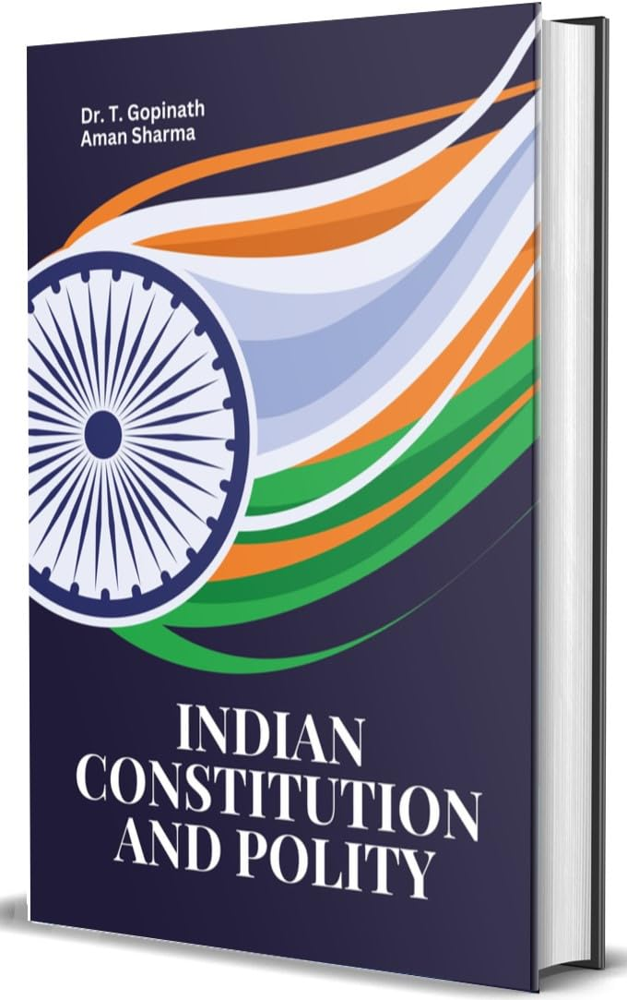 Dr. T. Gopinath
Aman Sharma
INDIAN
CONSTITUTION
AND POLITY